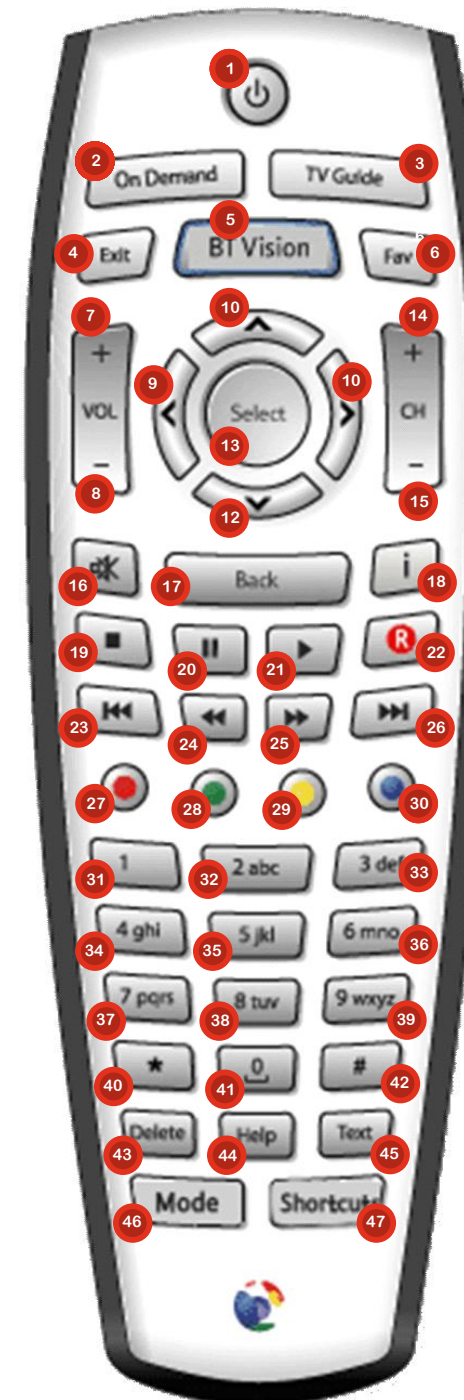 1
2 3
On Demand TV Guide
5
4 Exit BT Vision Fav 6
7 10 14
+ +
9 10
VOL Select CH
13
- -
8 12 15
16 17 Back i 18
19 20 21 R 22
23 24 25 26
27 28 29 30
1 2 abc 3 def
31 32 33
4 ghi 5 jkl 6 mno
34 35 36
7 pqrs 8 tuv 9 wxyz
37 38 39
* 0 #
40 41 42
Delete Help Text
43 44 45
Mode Shortcuts
46 47